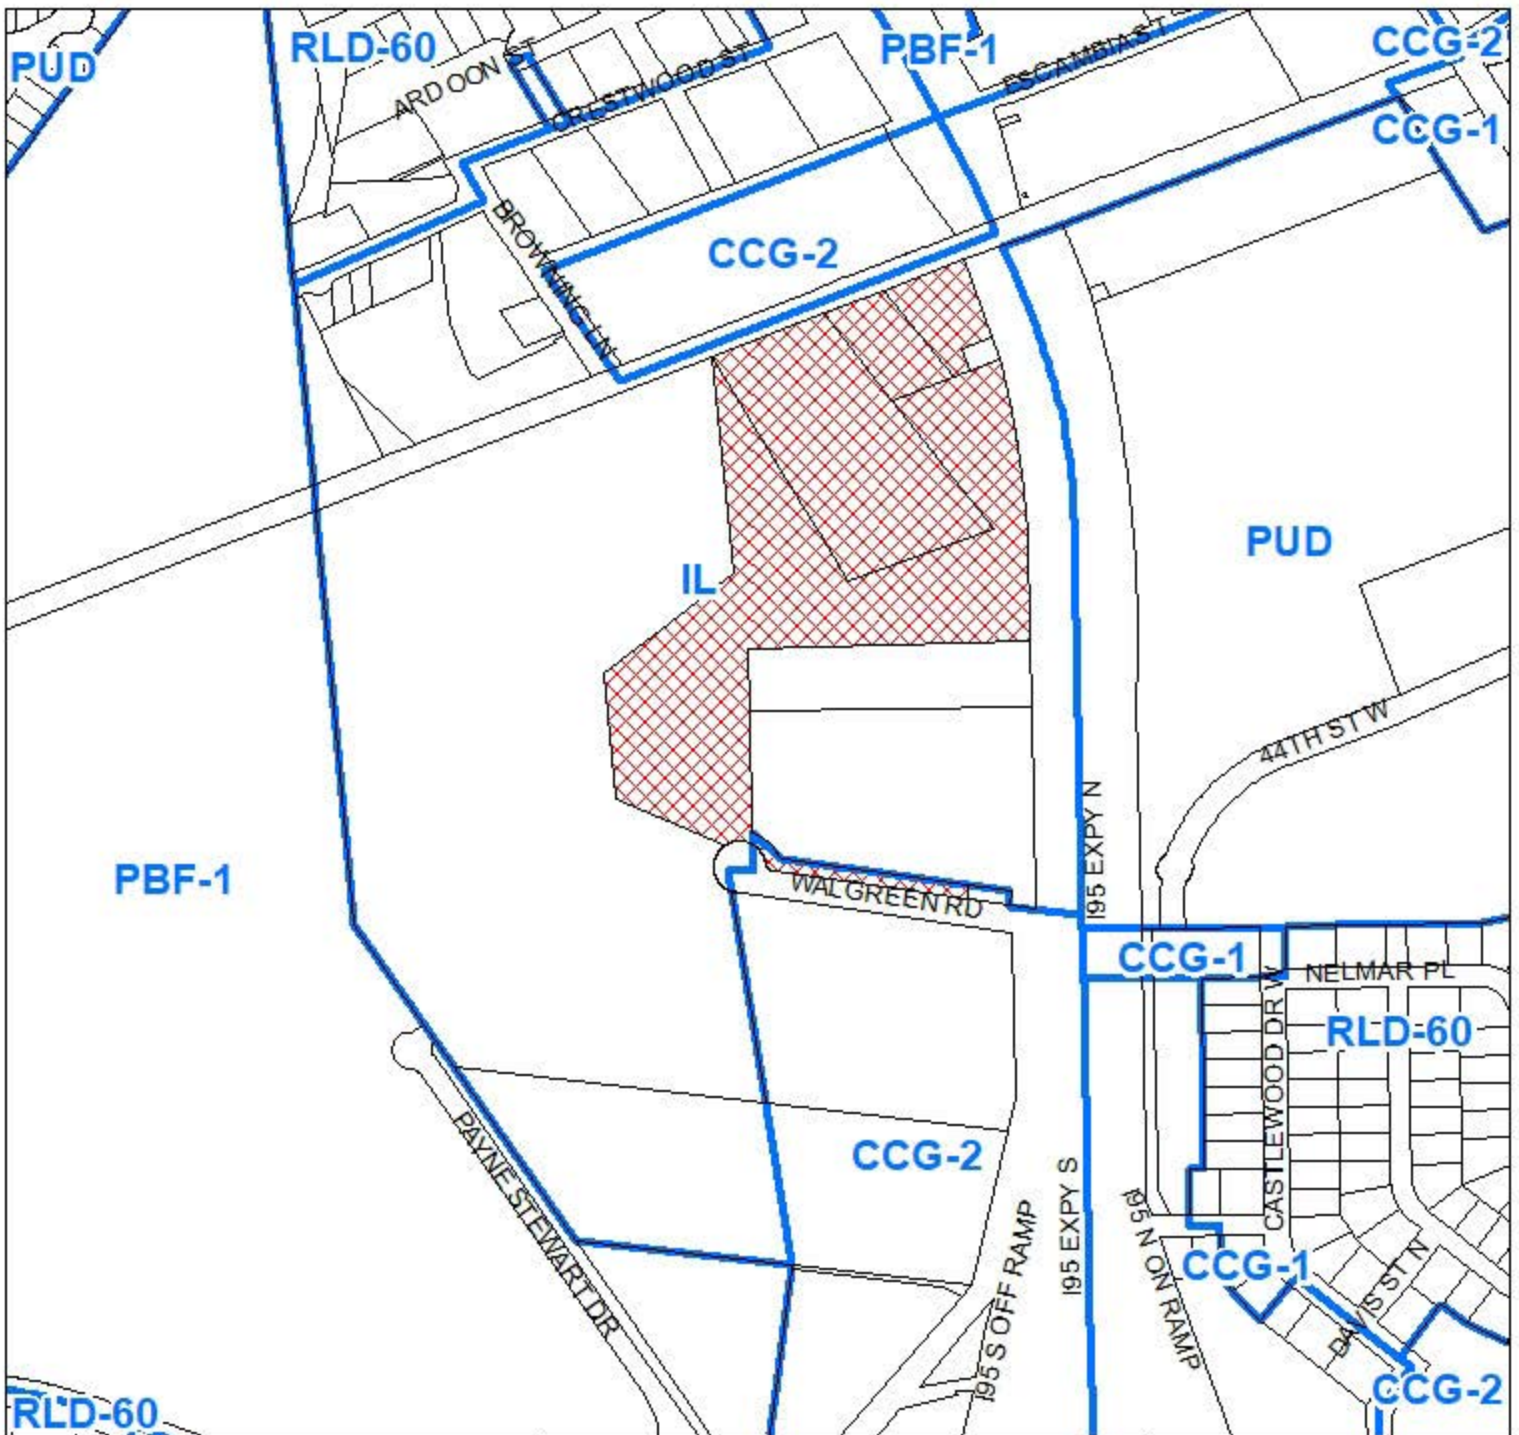 PUD
RLD-60
PBF-1
CCG-2
ARDOON ST
CRESTWOOD ST
ESCAMBIA ST
CCG-1
BROWNING LN
CCG-2
IL
PUD
44TH ST W
I95 EXPY N
PBF-1
WALGREEN RD
CCG-1
NELMAR PL
RLD-60
CASTLEWOOD DR W
PAYNE STEWART DR
CCG-2
I95 EXPY S
I95 S OFF RAMP
I95 N ON RAMP
CCG-1
DAVIS ST N
CCG-2
RLD-60